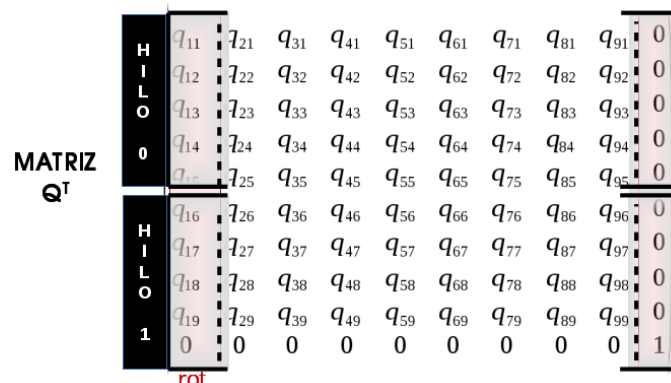 MATRIZ
Qᵀ
HILO 0
q₁₁ q₂₁ q₃₁ q₄₁ q₅₁ q₆₁ q₇₁ q₈₁ q₉₁ 0
q₁₂ q₂₂ q₃₂ q₄₂ q₅₂ q₆₂ q₇₂ q₈₂ q₉₂ 0
q₁₃ q₂₃ q₃₃ q₄₃ q₅₃ q₆₃ q₇₃ q₈₃ q₉₃ 0
q₁₄ q₂₄ q₃₄ q₄₄ q₅₄ q₆₄ q₇₄ q₈₄ q₉₄ 0
q₁₅ q₂₅ q₃₅ q₄₅ q₅₅ q₆₅ q₇₅ q₈₅ q₉₅ 0
HILO 1
q₁₆ q₂₆ q₃₆ q₄₆ q₅₆ q₆₆ q₇₆ q₈₆ q₉₆ 0
q₁₇ q₂₇ q₃₇ q₄₇ q₅₇ q₆₇ q₇₇ q₈₇ q₉₇ 0
q₁₈ q₂₈ q₃₈ q₄₈ q₅₈ q₆₈ q₇₈ q₈₈ q₉₈ 0
q₁₉ q₂₉ q₃₉ q₄₉ q₅₉ q₆₉ q₇₉ q₈₉ q₉₉ 0
0 0 0 0 0 0 0 0 0 1
rot